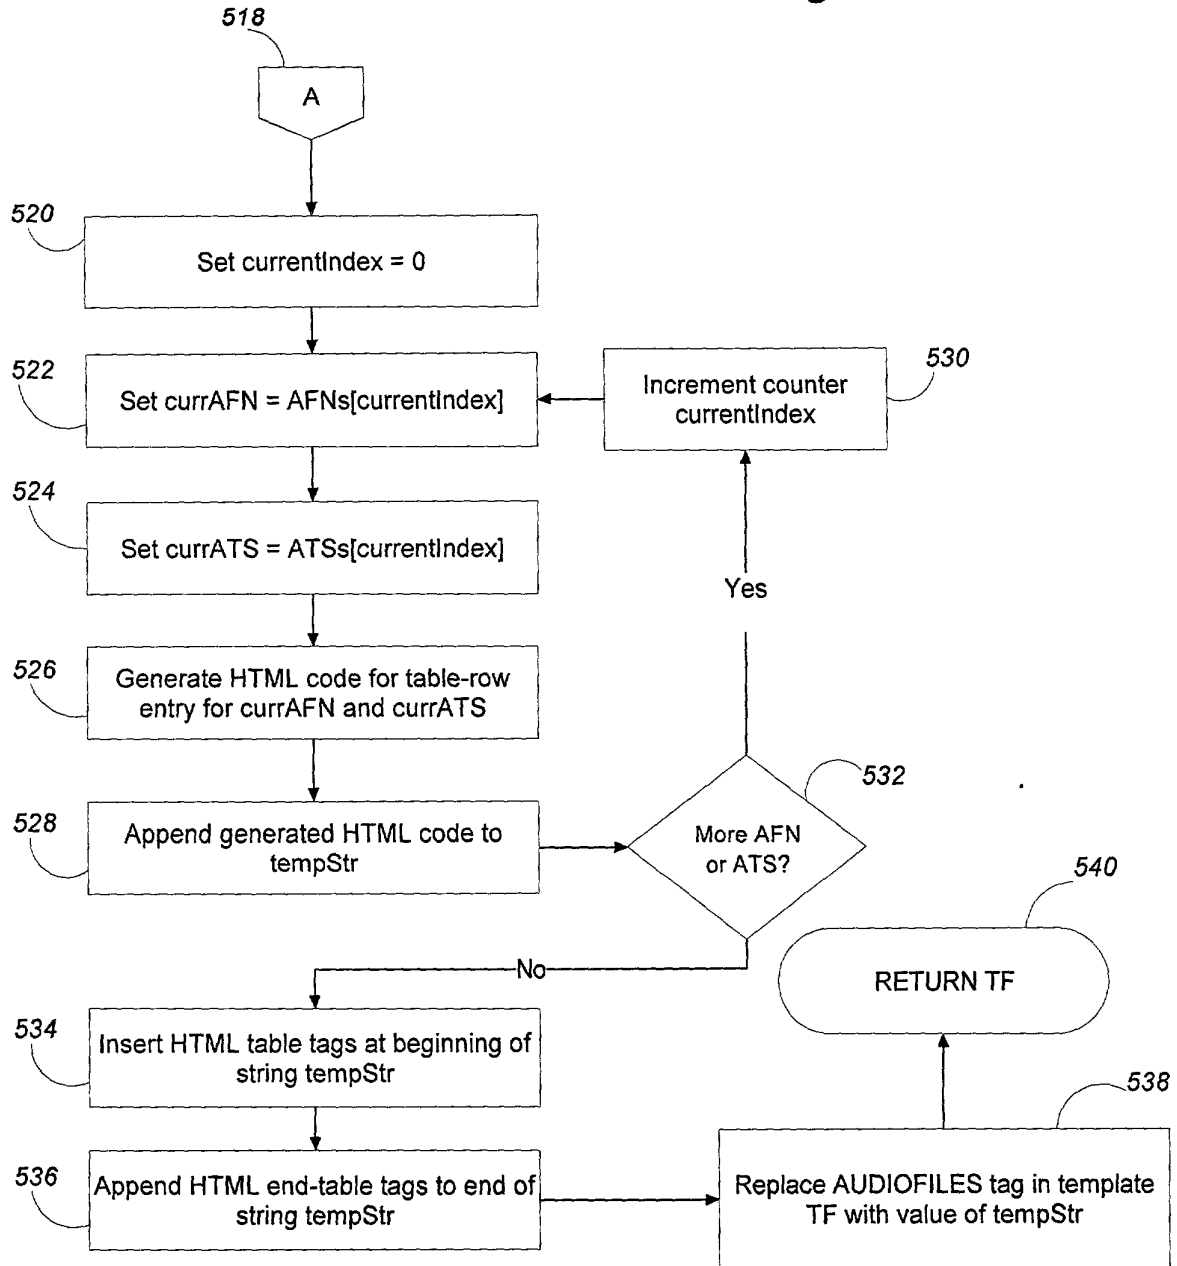 518
A
520
Set currentIndex = 0
522
Set currAFN = AFNs[currentIndex]
530
Increment counter
currentIndex
524
Set currATS = ATSs[currentIndex]
Yes
526
Generate HTML code for table-row
entry for currAFN and currATS
532
528
Append generated HTML code to
tempStr
More AFN
or ATS?
540
No
RETURN TF
534
Insert HTML table tags at beginning of
string tempStr
538
536
Append HTML end-table tags to end of
string tempStr
Replace AUDIOFILES tag in template
TF with value of tempStr